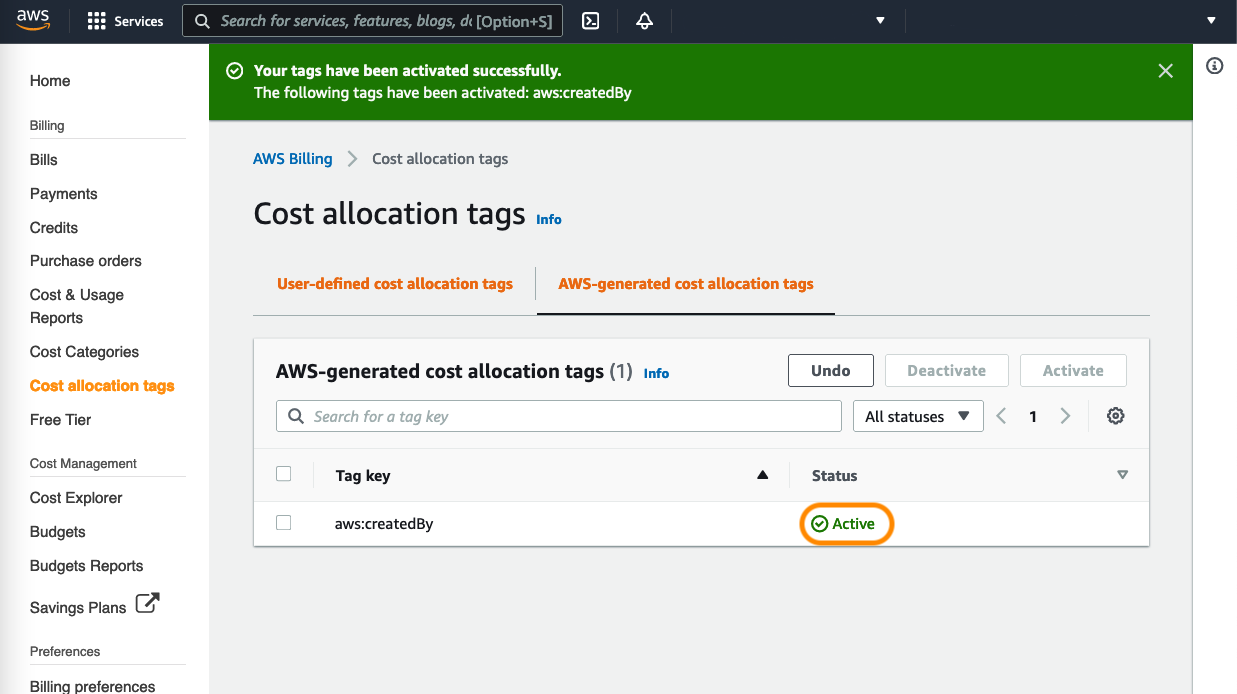 aws
Services
Search for services, features, blogs, do [Option+S]
Home
Billing
Bills
Payments
Credits
Purchase orders
Cost & Usage
Reports
Cost Categories
Cost allocation tags
Free Tier
Cost Management
Cost Explorer
Budgets
Budgets Reports
Savings Plans
Preferences
Billing preferences
Your tags have been activated successfully.
The following tags have been activated: aws:createdBy
AWS Billing
Cost allocation tags
Cost allocation tags Info
User-defined cost allocation tags
AWS-generated cost allocation tags
AWS-generated cost allocation tags (1) Info
Undo
Deactivate
Activate
Search for a tag key
All statuses
1
Tag key
Status
aws:createdBy
Active